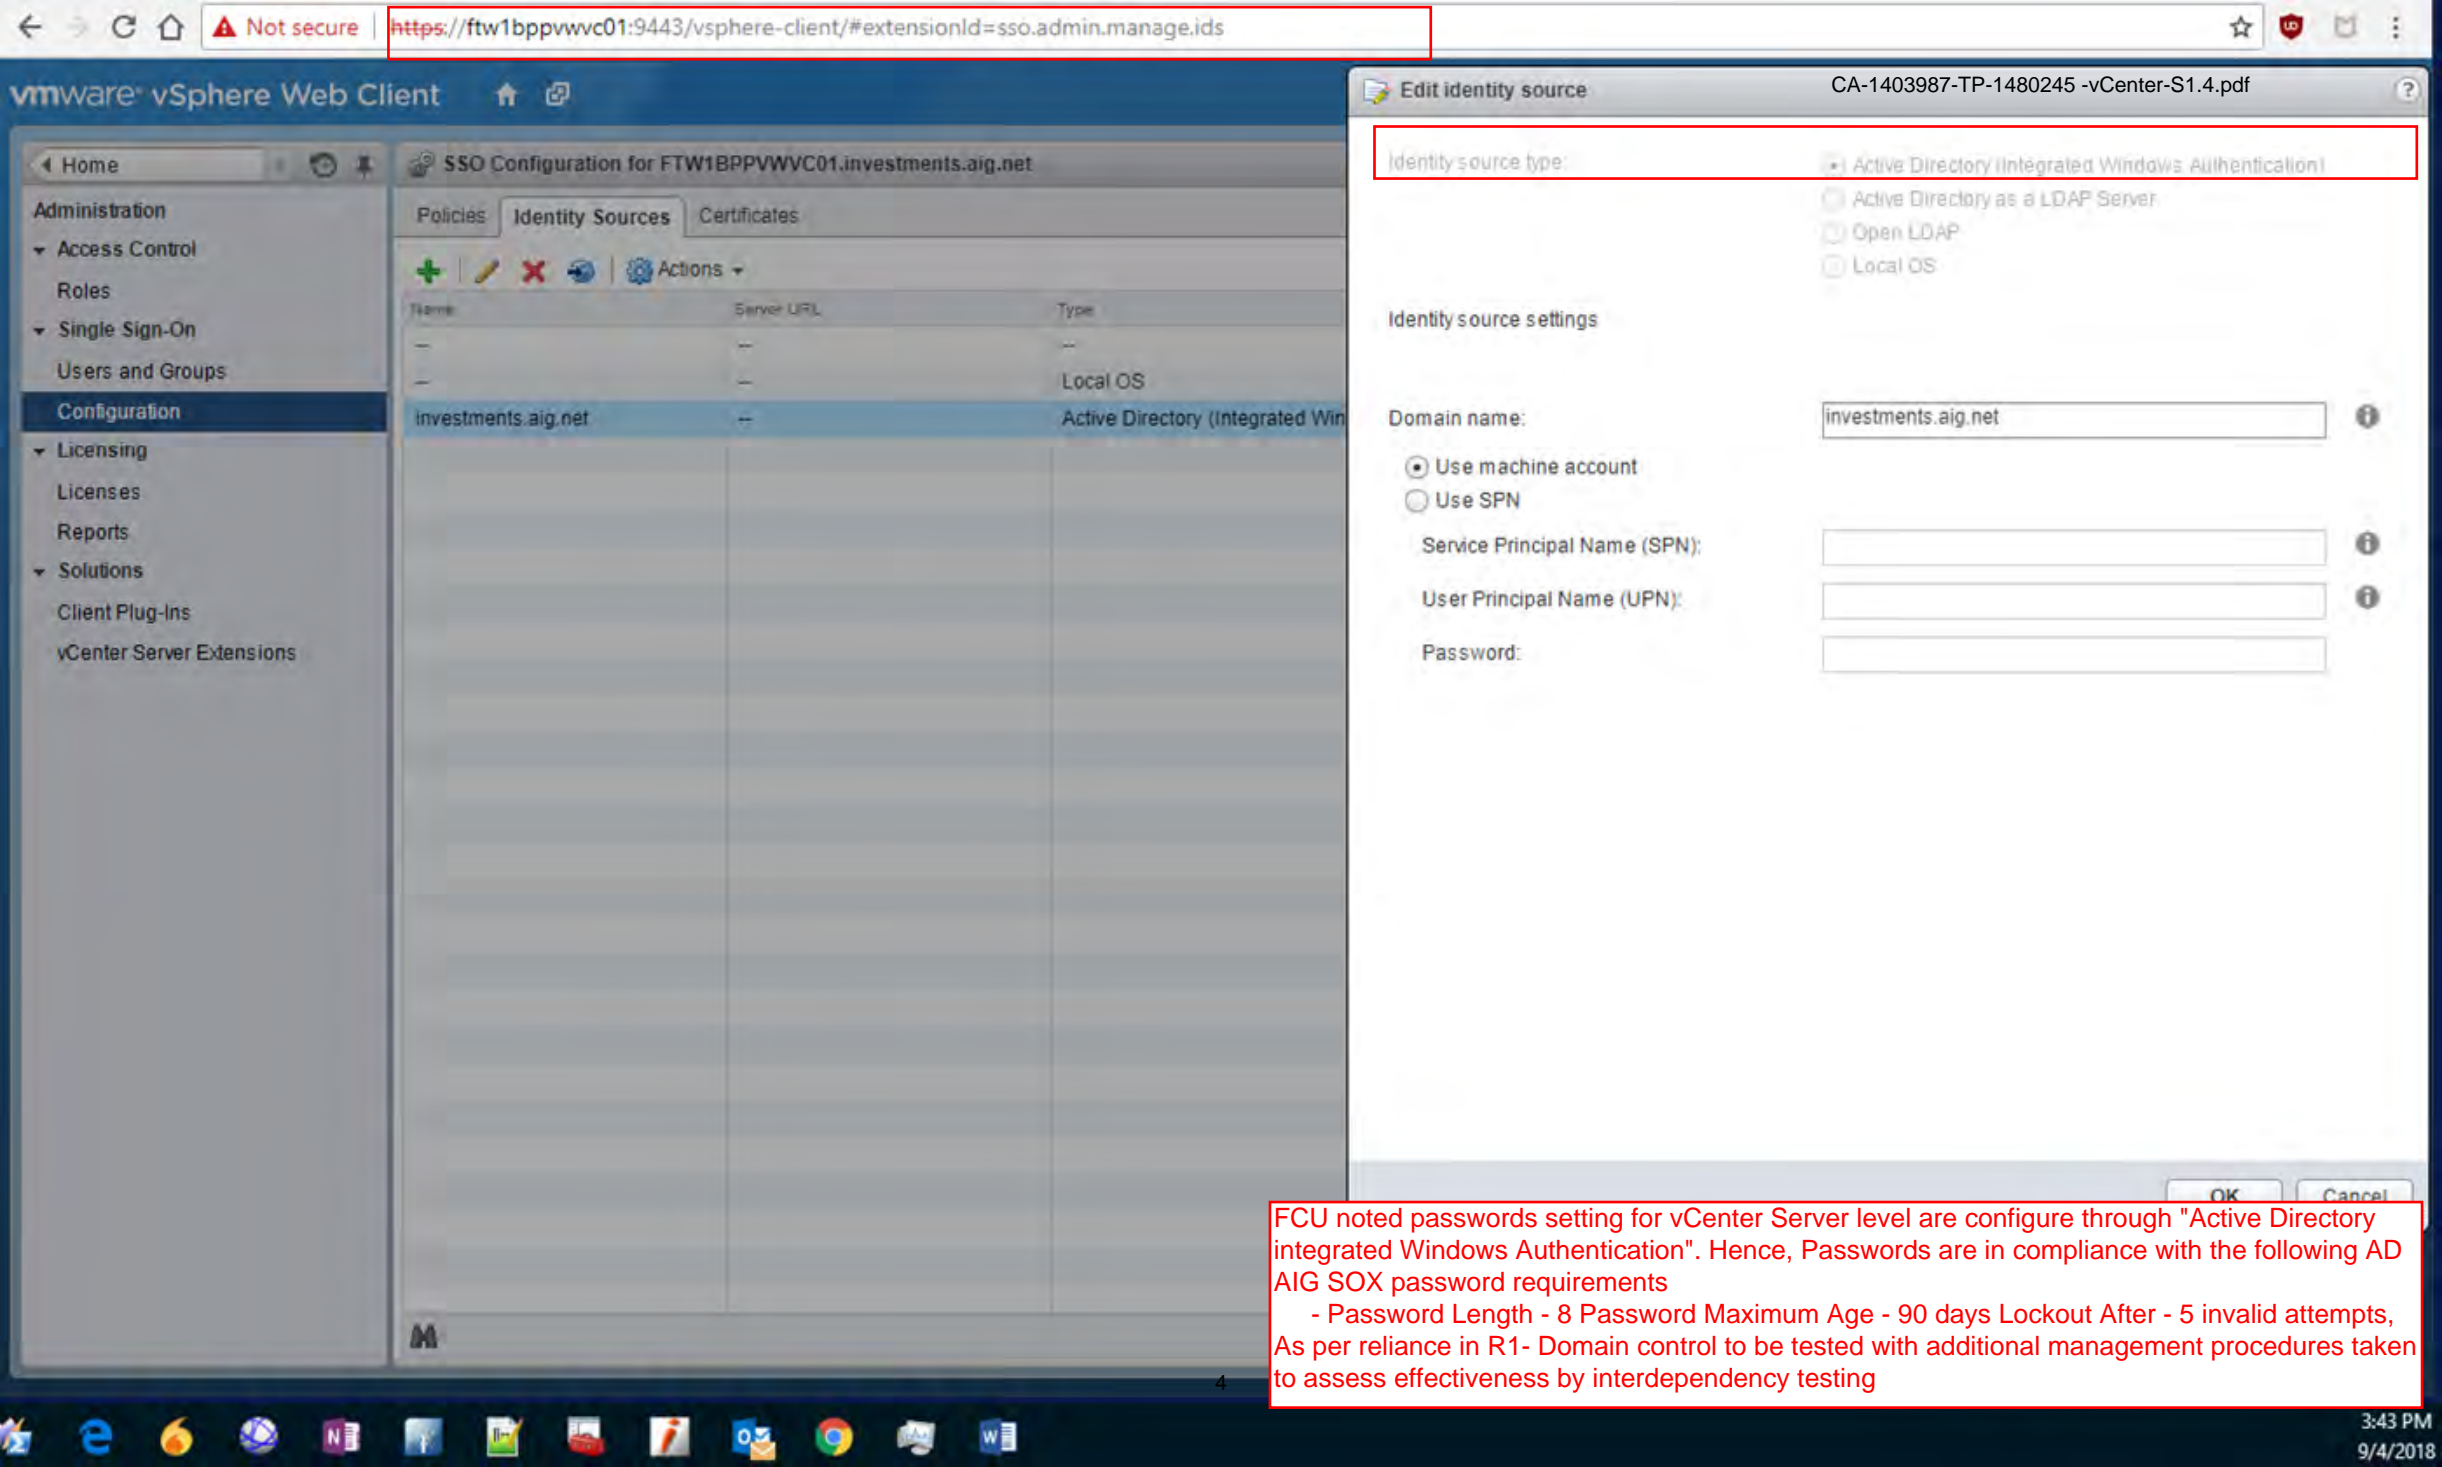 Not secure | https://ftw1bppvwvc01:9443/vsphere-client/#extensionId=sso.admin.manage.ids
vmware vSphere Web Client
Home
Administration
Access Control
Roles
Single Sign-On
Users and Groups
Configuration
Licensing
Licenses
Reports
Solutions
Client Plug-Ins
vCenter Server Extensions
SSO Configuration for FTW1BPPVWVC01.investments.aig.net
Policies Identity Sources Certificates
Actions
Name Server URL Type
-- -- --
-- -- Local OS
investments.aig.net -- Active Directory (Integrated Win
Edit identity source CA-1403987-TP-1480245 -vCenter-S1.4.pdf ?
Identity source type: Active Directory (Integrated Windows Authentication)
Active Directory as a LDAP Server
Open LDAP
Local OS
Identity source settings
Domain name: investments.aig.net
Use machine account
Use SPN
Service Principal Name (SPN):
User Principal Name (UPN):
Password:
OK Cancel
FCU noted passwords setting for vCenter Server level are configure through "Active Directory
integrated Windows Authentication". Hence, Passwords are in compliance with the following AD
AIG SOX password requirements
- Password Length - 8 Password Maximum Age - 90 days Lockout After - 5 invalid attempts,
As per reliance in R1- Domain control to be tested with additional management procedures taken
to assess effectiveness by interdependency testing
4
3:43 PM
9/4/2018